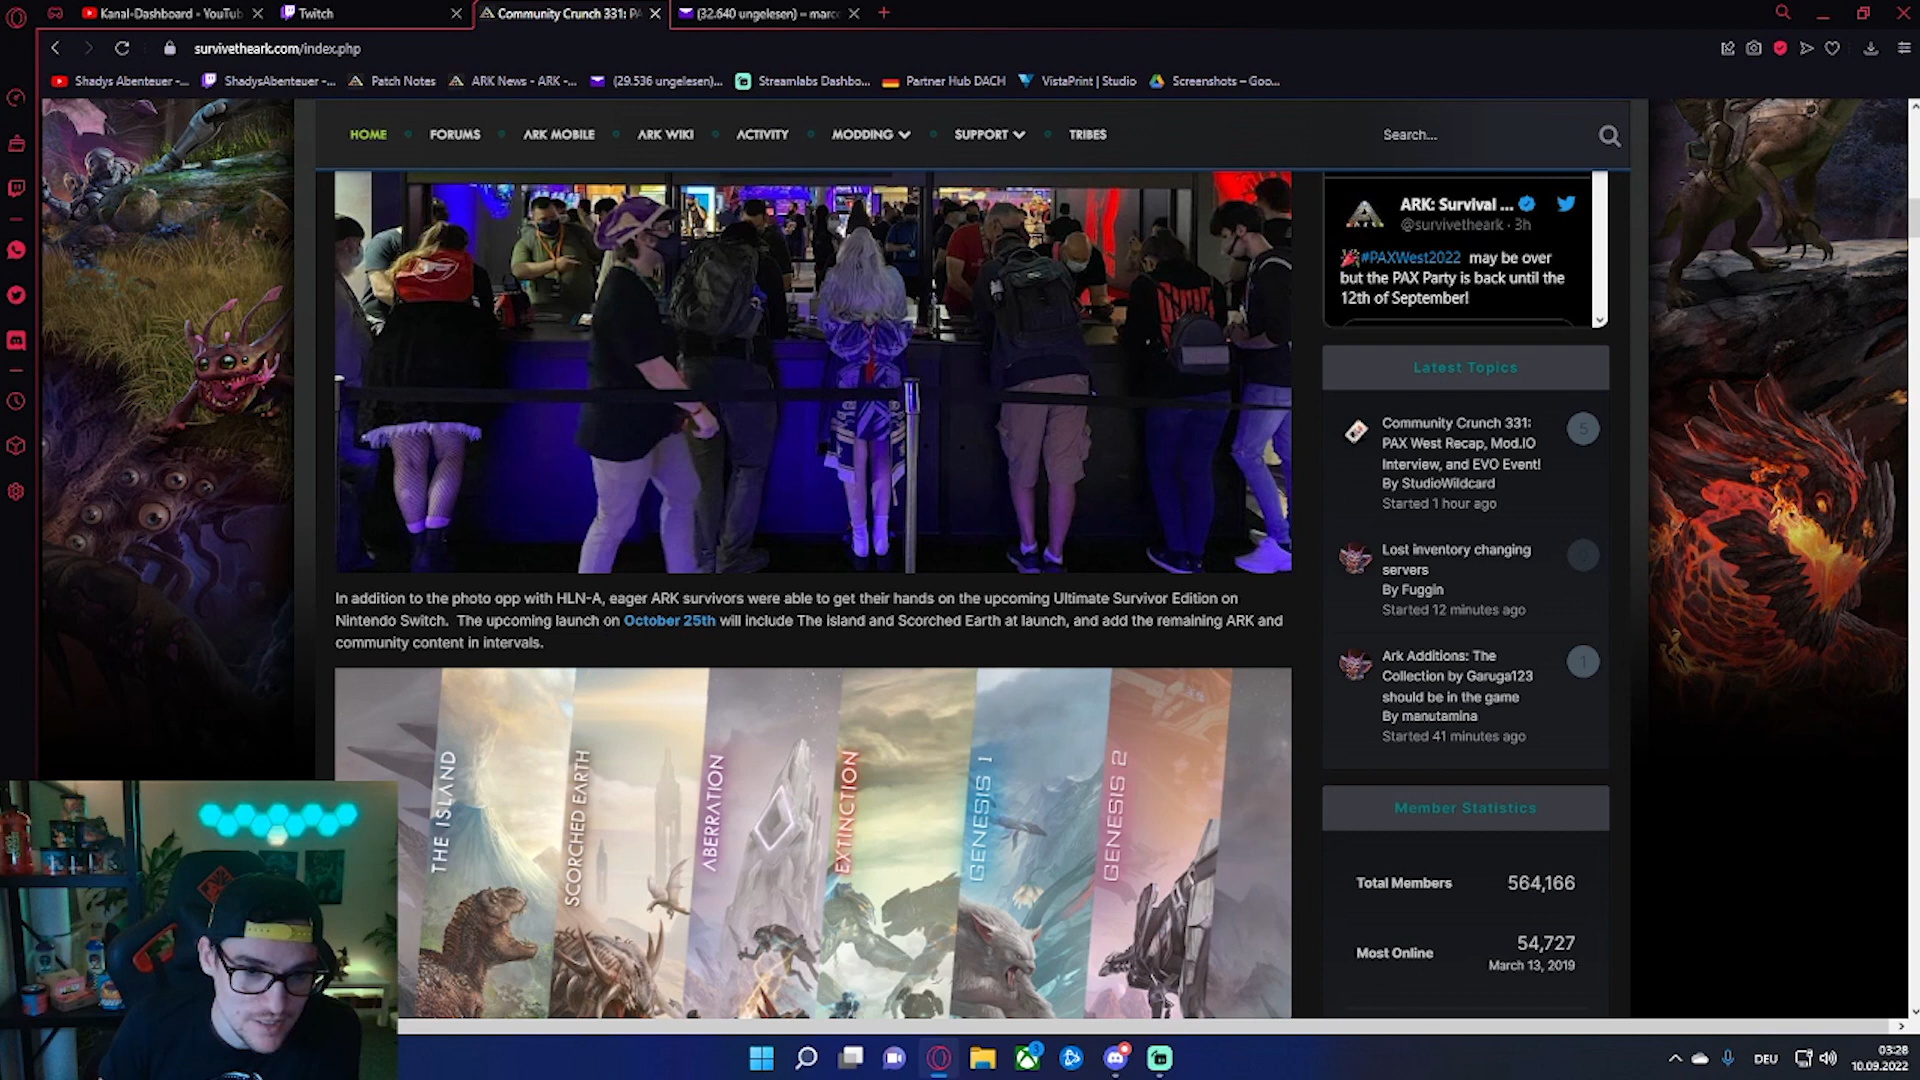 Kanal-Dashboard - YouTub
Twitch
Community Crunch 331: PA
(32.640 ungelesen) – marc
survivetheark.com/index.php
Shadys Abenteuer -...
ShadysAbenteuer -...
Patch Notes
ARK News - ARK -...
(29.536 ungelesen)...
Streamlabs Dashbo...
Partner Hub DACH
VistaPrint | Studio
Screenshots – Goo...
HOME
FORUMS
ARK MOBILE
ARK WIKI
ACTIVITY
MODDING
SUPPORT
TRIBES
Search...
ARK: Survival ...
@survivetheark · 3h
#PAXWest2022 may be over
but the PAX Party is back until the
12th of September!
Latest Topics
Community Crunch 331:
PAX West Recap, Mod.IO
Interview, and EVO Event!
By StudioWildcard
Started 1 hour ago
5
Lost inventory changing
servers
By Fuggin
Started 12 minutes ago
Ark Additions: The
Collection by Garuga123
should be in the game
By manutamina
Started 41 minutes ago
1
In addition to the photo opp with HLN-A, eager ARK survivors were able to get their hands on the upcoming Ultimate Survivor Edition on
Nintendo Switch. The upcoming launch on October 25th will include The Island and Scorched Earth at launch, and add the remaining ARK and
community content in intervals.
THE ISLAND
SCORCHED EARTH
ABERRATION
EXTINCTION
GENESIS 1
GENESIS 2
Member Statistics
Total Members 564,166
Most Online 54,727
March 13, 2019
DEU
03:28
10.09.2022